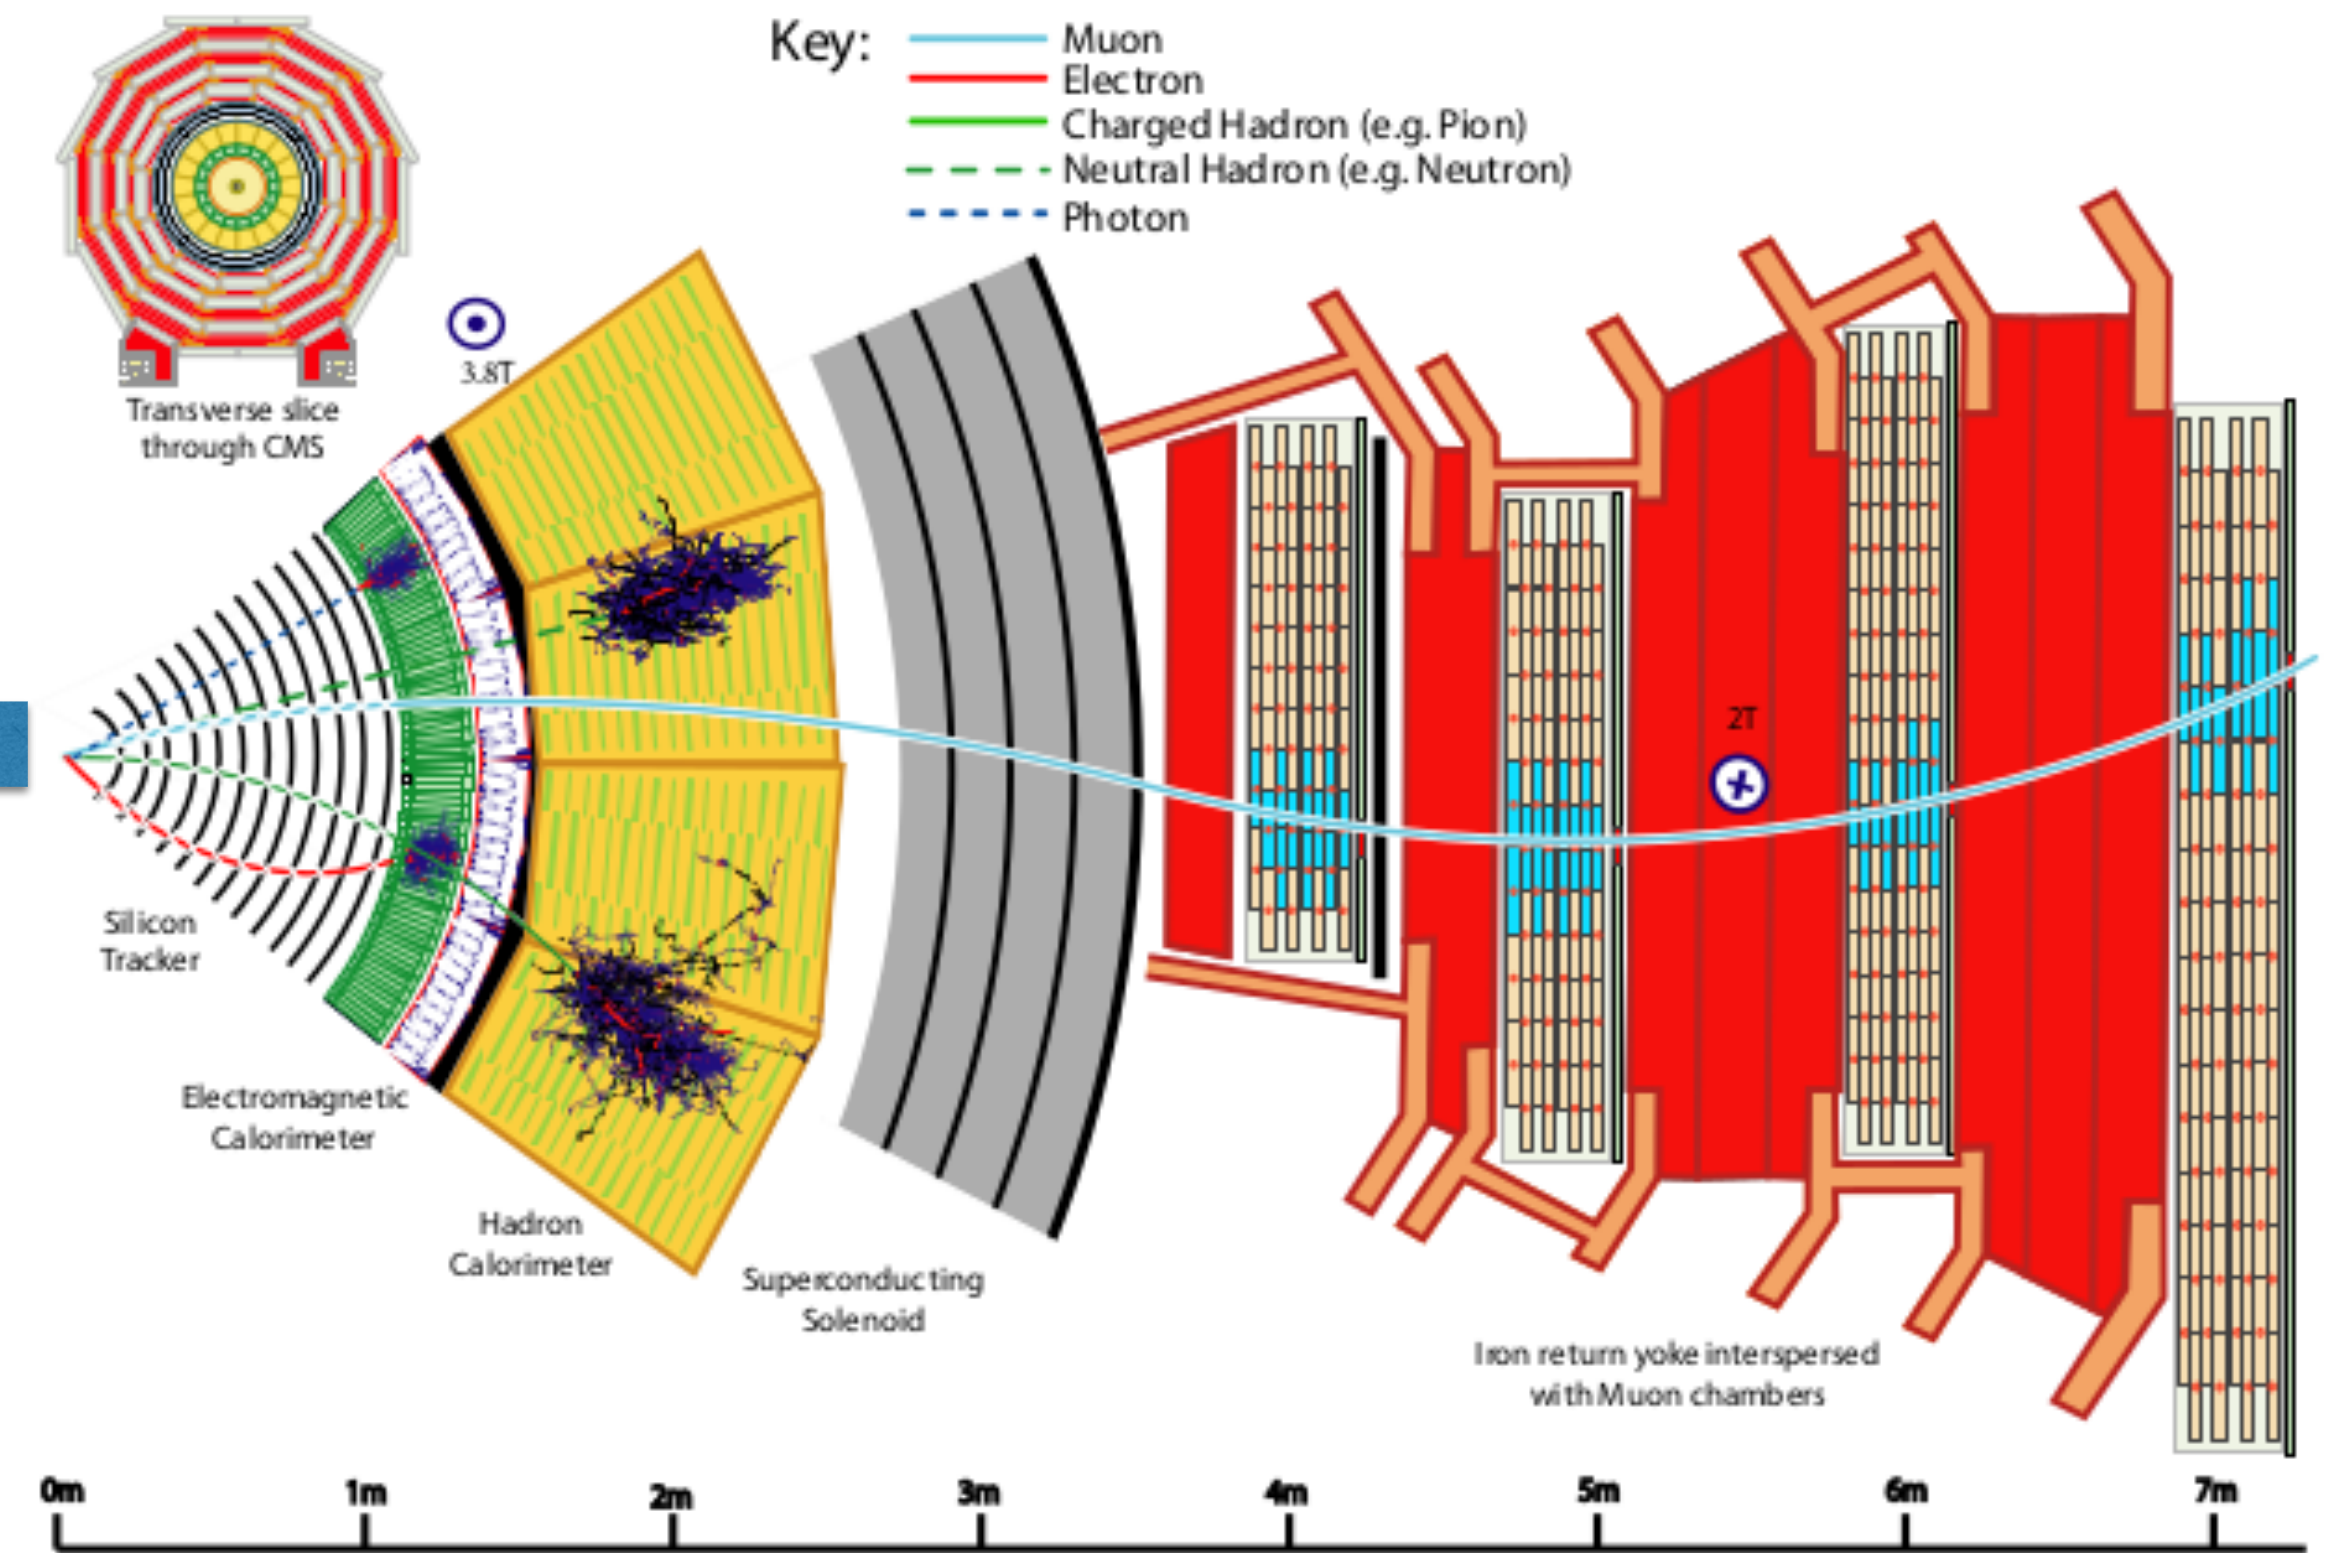 Key:
Muon
Electron
Charged Hadron (e.g. Pion)
Neutral Hadron (e.g. Neutron)
Photon
3.8T
Transverse slice
through CMS
2T
Silicon
Tracker
Electromagnetic
Calorimeter
Hadron
Calorimeter
Superconducting
Solenoid
Iron return yoke interspersed
with Muon chambers
0m 1m 2m 3m 4m 5m 6m 7m